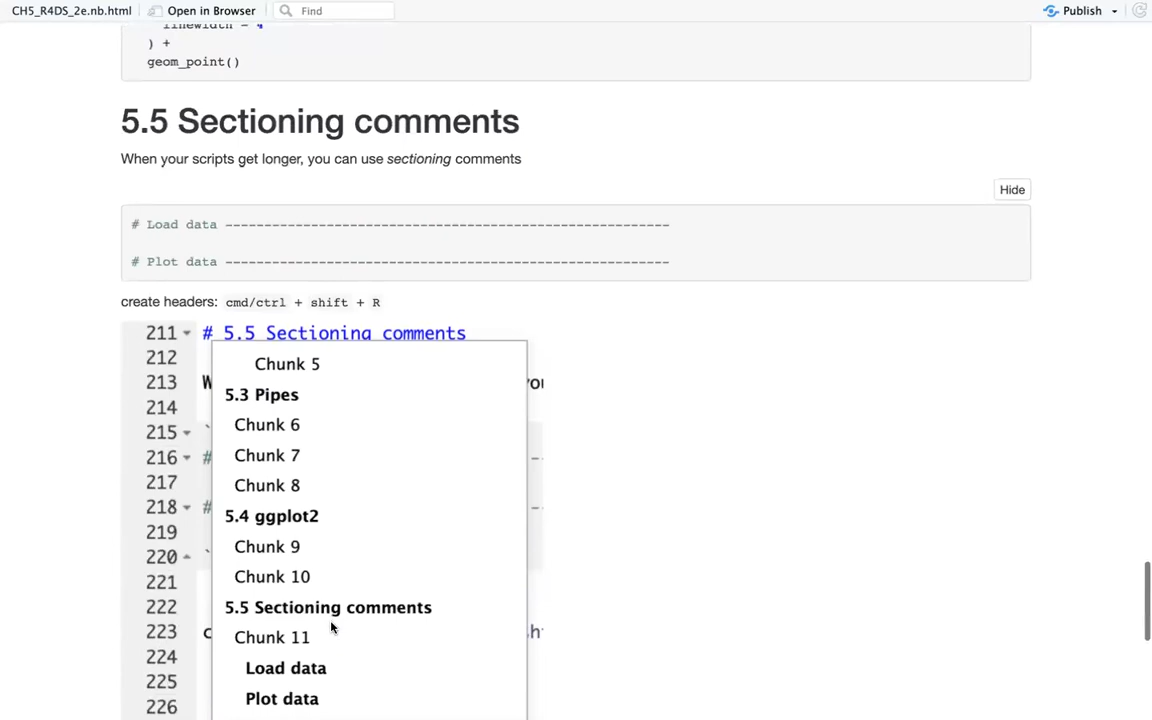 CH5_R4DS_2e.nb.html Open in Browser Find Publish
linewidth = 4
) +
geom_point()
5.5 Sectioning comments
When your scripts get longer, you can use sectioning comments
Hide
# Load data ---------------------------------------------------------
# Plot data ---------------------------------------------------------
create headers: cmd/ctrl + shift + R
211 # 5.5 Sectioning comments
212 Chunk 5
213 W you
5.3 Pipes
214
Chunk 6
215 `
216 # Chunk 7 --
217
Chunk 8
218 # --
5.4 ggplot2
219
Chunk 9
220 `
221 Chunk 10
222 5.5 Sectioning comments
223 c Chunk 11 sh
224
Load data
225
Plot data
226